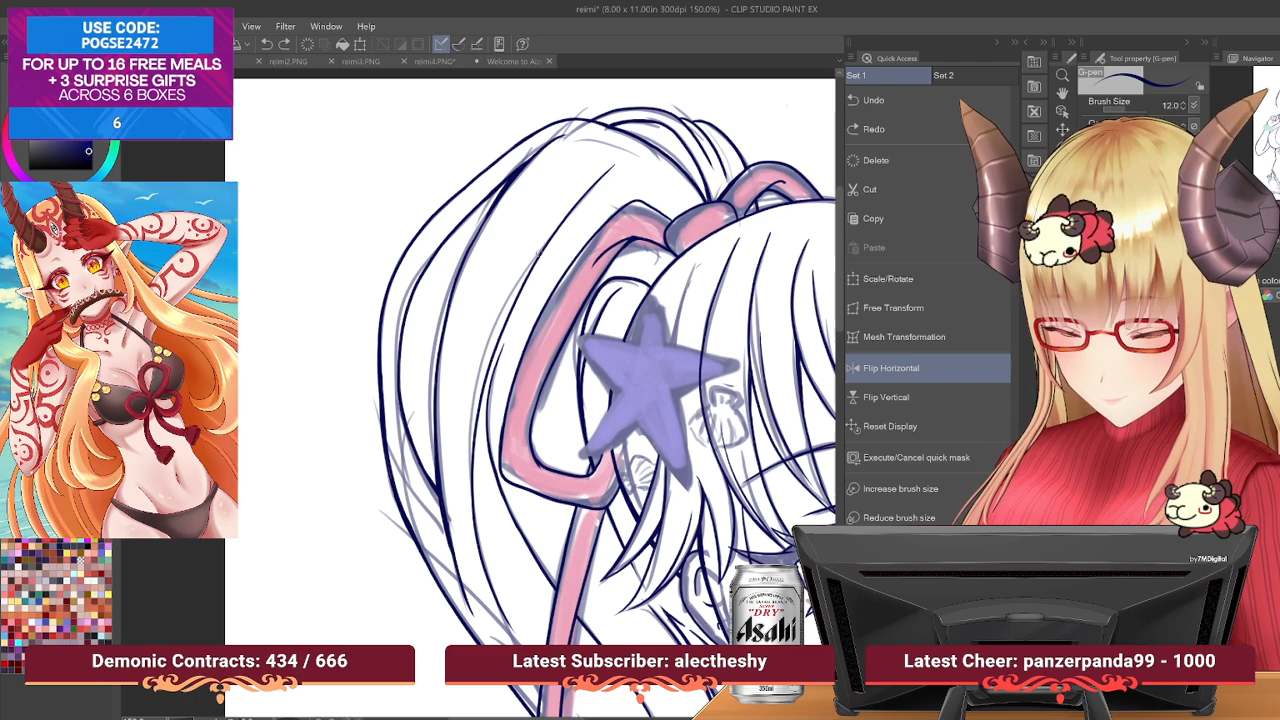 reimi* (8.00 x 11.00in 300dpi 150.0%) - CLIP STUDIO PAINT EX
View Filter Window Help
reimi2.PNG reimi3.PNG reimi4.PNG* Welcome to
USE CODE:
POGSE2472
FOR UP TO 16 FREE MEALS
+ 3 SURPRISE GIFTS
ACROSS 6 BOXES
6
Quick Access
Set 1 Set 2
Undo
Redo
Delete
Cut
Copy
Paste
Scale/Rotate
Free Transform
Mesh Transformation
Flip Horizontal
Flip Vertical
Reset Display
Execute/Cancel quick mask
Increase brush size
Reduce brush size
Tool property (G-pen)
G-pen
Brush Size 12.0
Navigator
by7MDigital
"DRY"
Asahi
350ml
Demonic Contracts: 434 / 666
Latest Subscriber: alectheshy
Latest Cheer: panzerpanda99 - 1000